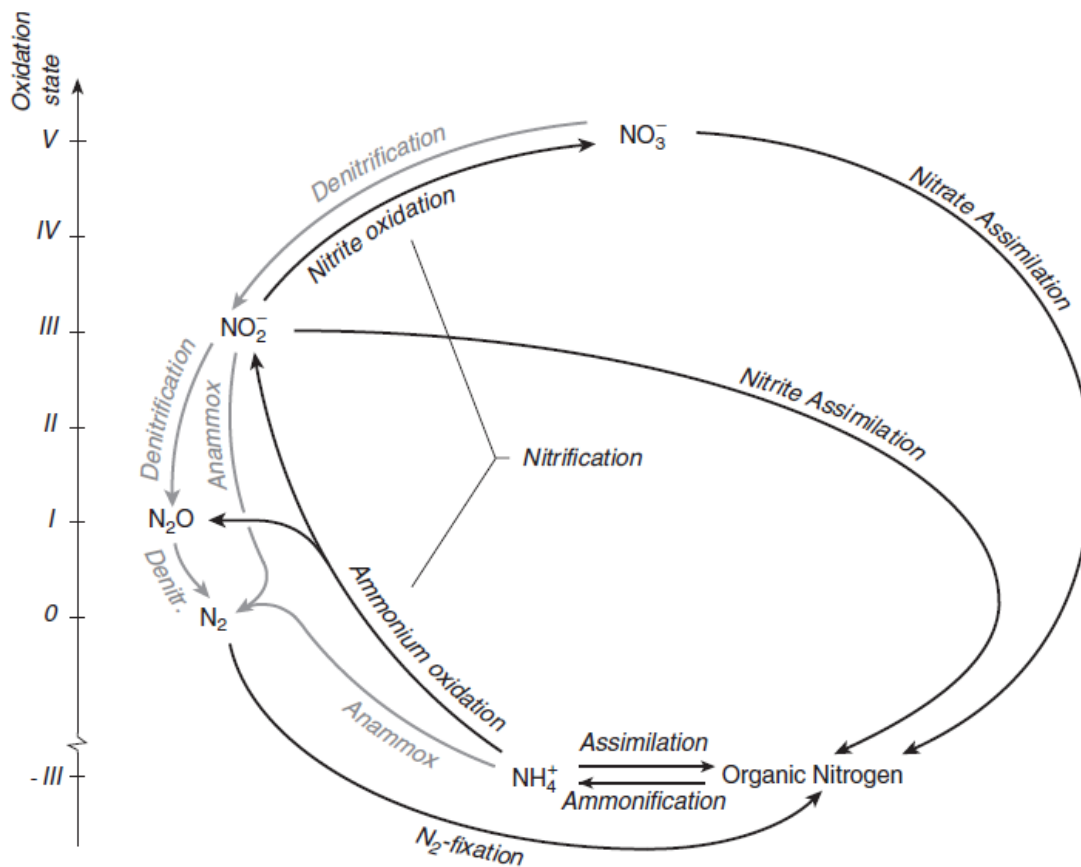 Oxidation
state
V
IV
III
II
I
0
- III
NO₃⁻
Denitrification
Nitrite oxidation
Nitrate Assimilation
NO₂⁻
Nitrite Assimilation
Denitrification
Anammox
Nitrification
N₂O
Denitr.
N₂
Ammonium oxidation
Anammox
Assimilation
NH₄⁺
Organic Nitrogen
Ammonification
N₂-fixation